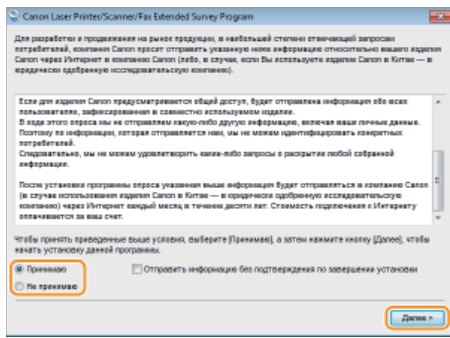 Canon Laser Printer/Scanner/Fax Extended Survey Program
Для разработки и продвижения на рынке продукции, в наибольшей степени отвечающей запросам
потребителей, компания Canon просит отправить указанную ниже информацию относительно вашего изделия
Canon через Интернет в компанию Canon (либо, в случае, если Вы используете изделие Canon в Китае — в
юридически одобренную исследовательскую компанию).
Если для изделия Canon предусматривается общий доступ, будет отправлена информация обо всех
пользователях, зафиксированная в совместно используемом изделии.
В ходе этого опроса мы не отправляем какую-либо другую информацию, включая ваши личные данные.
Поэтому по информации, которая отправляется нам, мы не можем идентифицировать конкретных
потребителей.
Следовательно, мы не можем удовлетворить какие-либо запросы о раскрытии любой собранной
информации.
После установки программы опроса указанная выше информация будет отправляться в компанию Canon
(в случае использования изделия Canon в Китае — в юридически одобренную исследовательскую
компанию) через Интернет каждый месяц в течение десяти лет. Стоимость подключения к Интернету
оплачивается за ваш счет.
Чтобы принять приведенные выше условия, выберите [Принимаю], а затем нажмите кнопку [Далее], чтобы
начать установку данной программы.
Принимаю
Отправить информацию без подтверждения по завершение установки
Не принимаю
Далее >